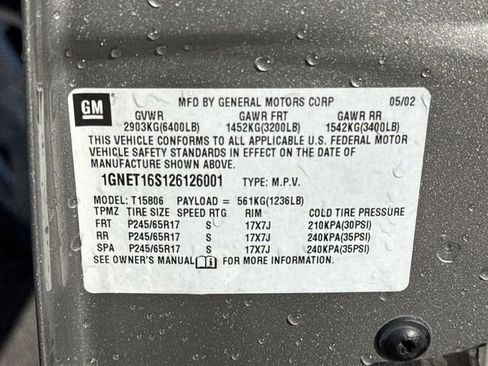 GM
MFD BY GENERAL MOTORS CORP 05/02
GVWR GAWR FRT GAWR RR
2903KG(6400LB) 1452KG(3200LB) 1542KG(3400LB)
THIS VEHICLE CONFORMS TO ALL APPLICABLE U.S. FEDERAL MOTOR
VEHICLE SAFETY STANDARDS IN EFFECT ON THE DATE OF
MANUFACTURE SHOWN ABOVE.
1GNET16S126126001 TYPE: M.P.V.
MODEL: T15806 PAYLOAD = 561KG(1236LB)
TPMZ TIRE SIZE SPEED RTG RIM COLD TIRE PRESSURE
FRT P245/65R17 S 17X7J 210KPA(30PSI)
RR P245/65R17 S 17X7J 240KPA(35PSI)
SPA P245/65R17 S 17X7J 240KPA(35PSI)
SEE OWNER'S MANUAL FOR MORE INFORMATION.